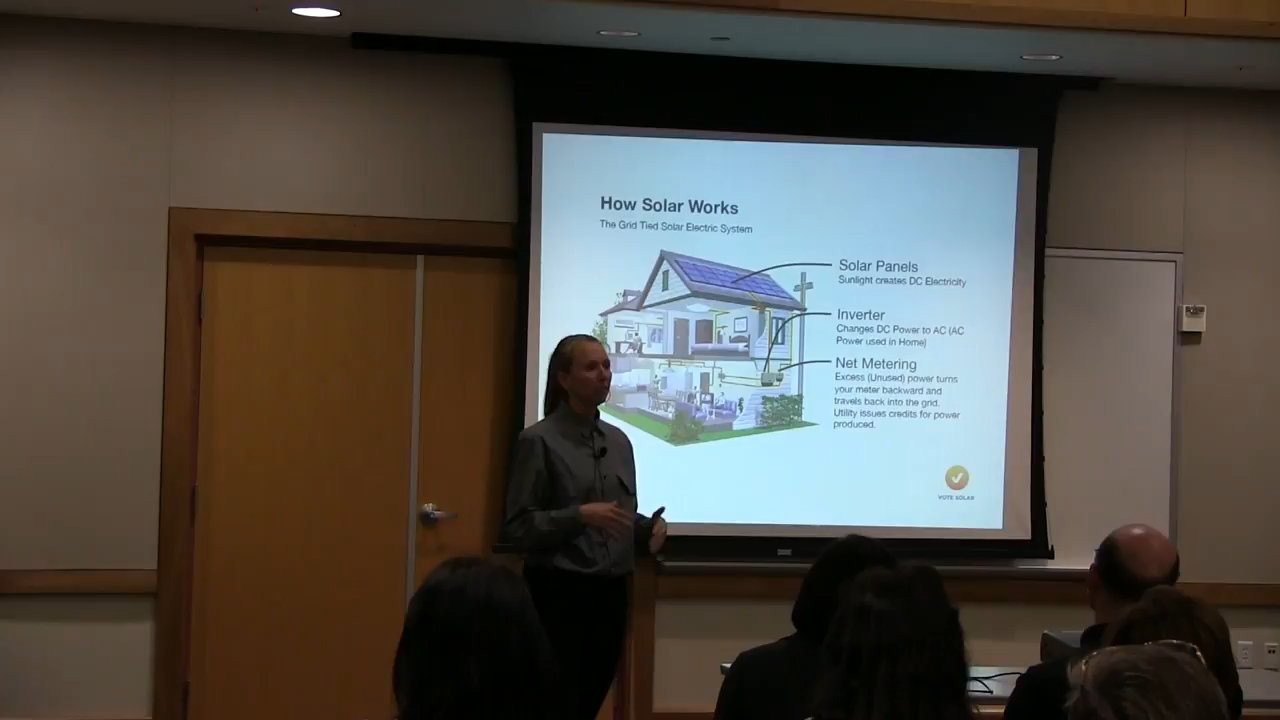 How Solar Works
The Grid Tied Solar Electric System
Solar Panels
Sunlight creates DC Electricity
Inverter
Changes DC Power to AC (AC
Power used in Home)
Net Metering
Excess (Unused) power turns
your meter backward and
travels back into the grid.
Utility issues credits for power
produced.
VOTE SOLAR